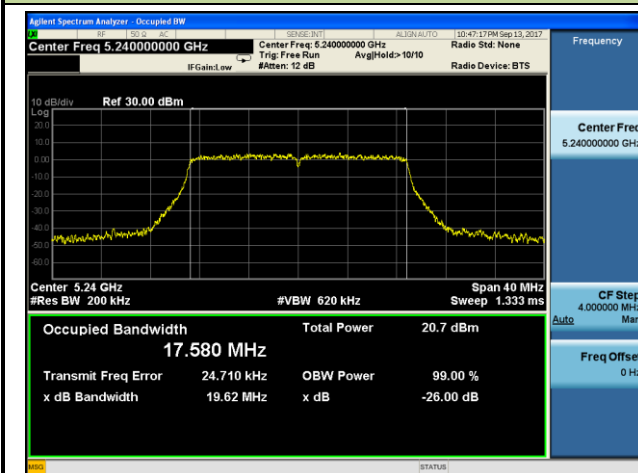 Agilent Spectrum Analyzer - Occupied BW
RF 50 Ω AC SENSE:INT ALIGN AUTO 10:47:17 PM Sep 13, 2017
Center Freq 5.240000000 GHz Center Freq: 5.240000000 GHz Radio Std: None Frequency
Trig: Free Run Avg|Hold:>10/10
IFGain:Low #Atten: 12 dB Radio Device: BTS
10 dB/div Ref 30.00 dBm
Log
20.0
10.0
0.00
-10.0
-20.0
-30.0
-40.0
-50.0
-60.0
Center Freq
5.240000000 GHz
Center 5.24 GHz Span 40 MHz
#Res BW 200 kHz #VBW 620 kHz Sweep 1.333 ms
CF Step
4.000000 MHz
Auto Man
Occupied Bandwidth Total Power 20.7 dBm
17.580 MHz
Transmit Freq Error 24.710 kHz OBW Power 99.00 %
x dB Bandwidth 19.62 MHz x dB -26.00 dB
Freq Offset
0 Hz
MSG STATUS